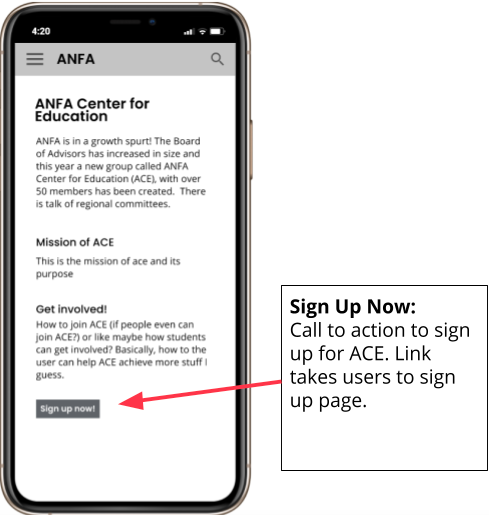 4:20
ANFA
ANFA Center for
Education
ANFA is in a growth spurt! The Board
of Advisors has increased in size and
this year a new group called ANFA
Center for Education (ACE), with over
50 members has been created.  There
is talk of regional committees.
Mission of ACE
This is the mission of ace and its
purpose
Get involved!
How to join ACE (if people even can
join ACE?) or like maybe how students
can get involved? Basically, how to the
user can help ACE achieve more stuff I
guess.
Sign up now!
Sign Up Now:
Call to action to sign
up for ACE. Link
takes users to sign
up page.